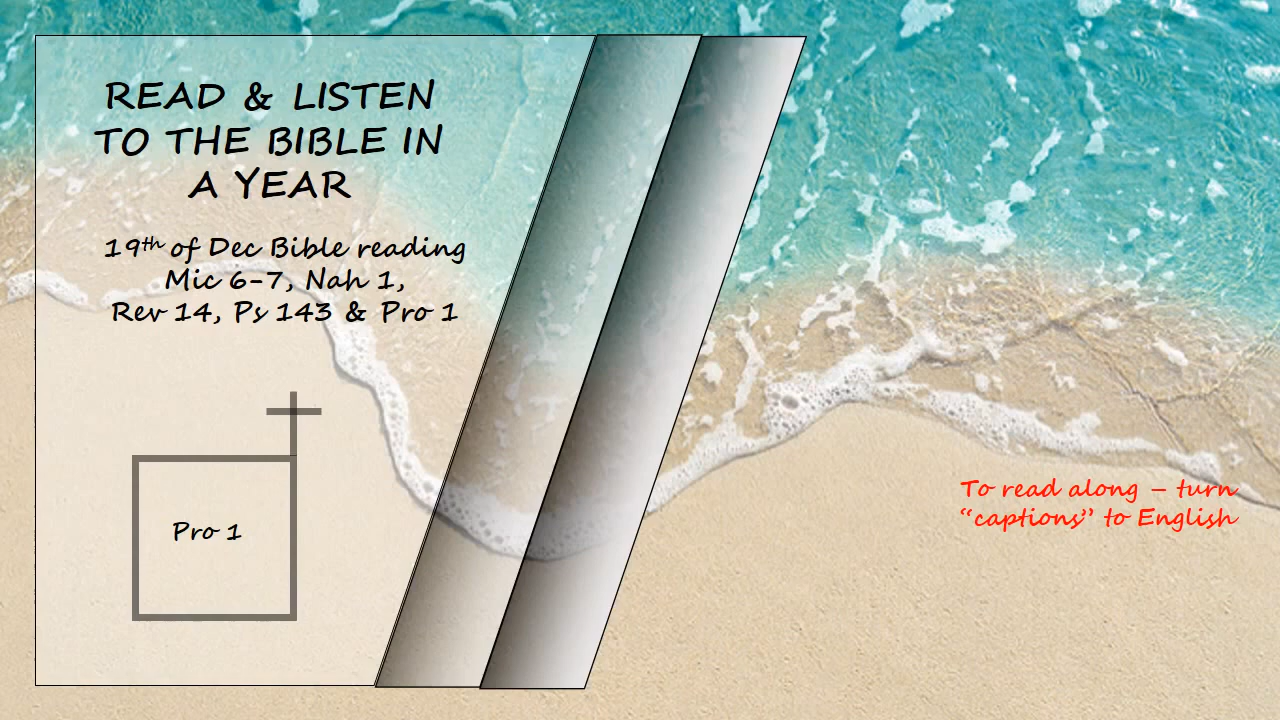 READ & LISTEN
TO THE BIBLE IN
A YEAR
19th of Dec Bible reading
Mic 6-7, Nah 1,
Rev 14, Ps 143 & Pro 1
Pro 1
To read along – turn
“captions” to English